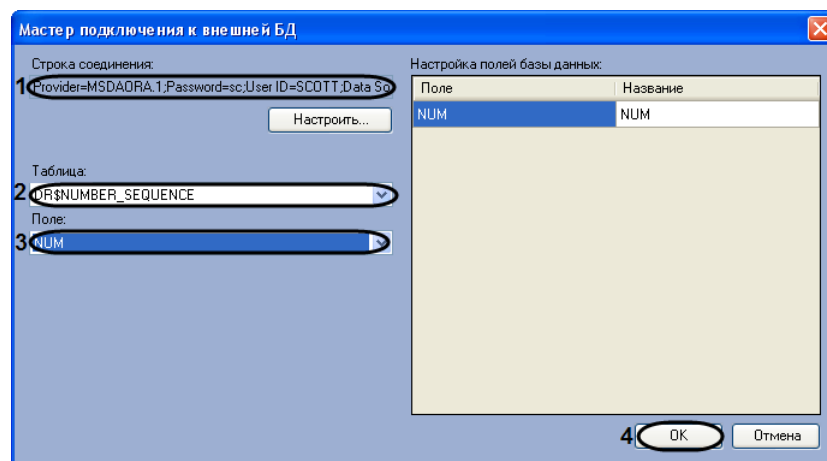 Мастер подключения к внешней БД
Строка соединения:
1 Provider=MSDAORA.1;Password=sc;User ID=SCOTT;Data So
Настроить...
Таблица:
2 DR$NUMBER_SEQUENCE
Поле:
3 NUM
Настройка полей базы данных:
Поле Название
NUM NUM
4 OK Отмена